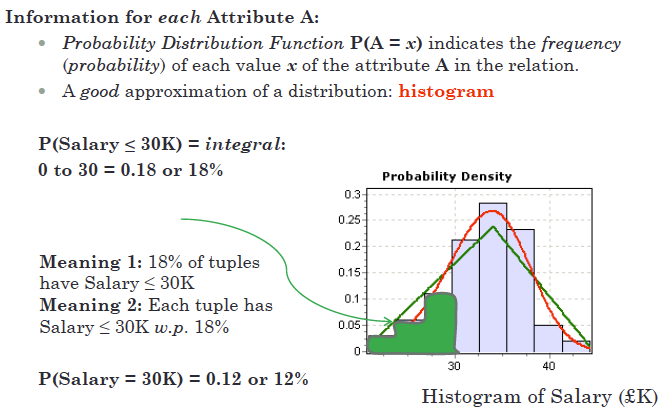 Information for each Attribute A:
• Probability Distribution Function P(A = x) indicates the frequency
(probability) of each value x of the attribute A in the relation.
• A good approximation of a distribution: histogram
P(Salary ≤ 30K) = integral:
0 to 30 = 0.18 or 18%
Meaning 1: 18% of tuples
have Salary ≤ 30K
Meaning 2: Each tuple has
Salary ≤ 30K w.p. 18%
P(Salary = 30K) = 0.12 or 12%
Probability Density
0.3
0.25
0.2
0.15
0.1
0.05
0
30 40
Histogram of Salary (£K)